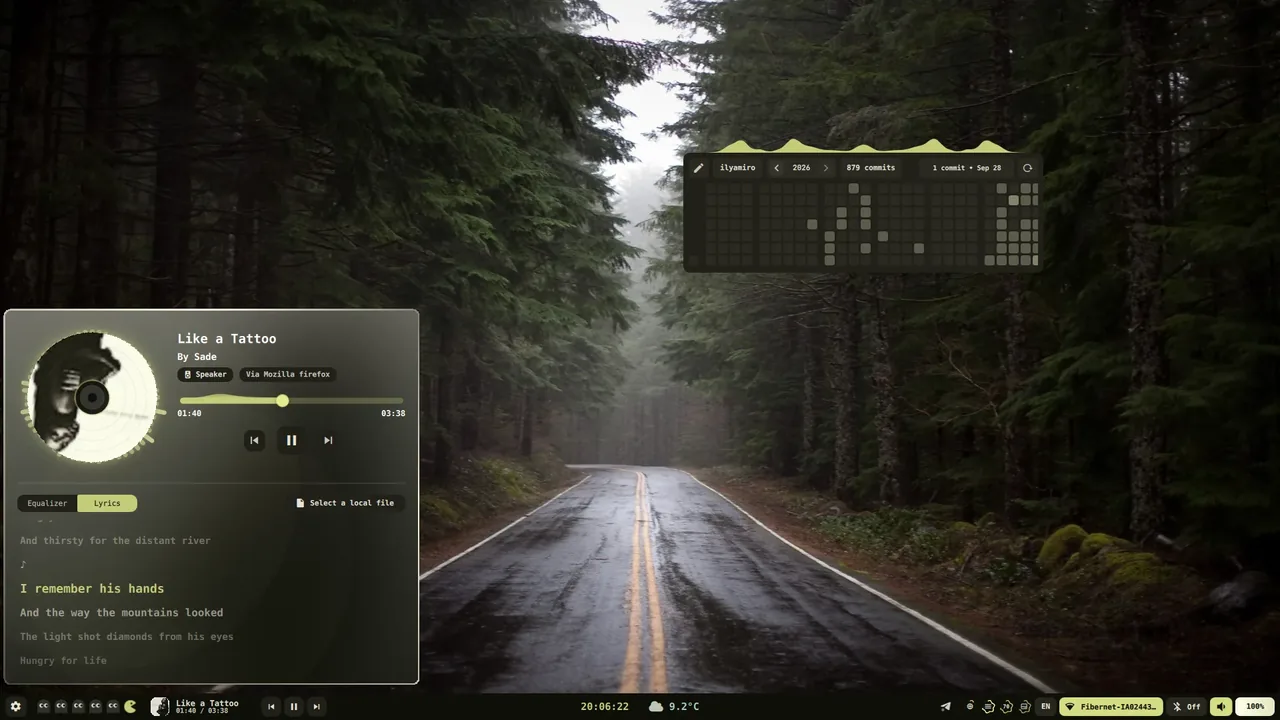 ilyamiro
2026
879 commits
1 commit • Sep 28
Like a Tattoo
By Sade
Speaker
Via Mozilla firefox
01:40
03:38
Equalizer
Lyrics
Select a local file
And thirsty for the distant river
♪
I remember his hands
And the way the mountains looked
The light shot diamonds from his eyes
Hungry for life
Like a Tattoo
01:40 / 03:38
20:06:22
9.2°C
EN
Fibernet-IA02443…
Off
100%